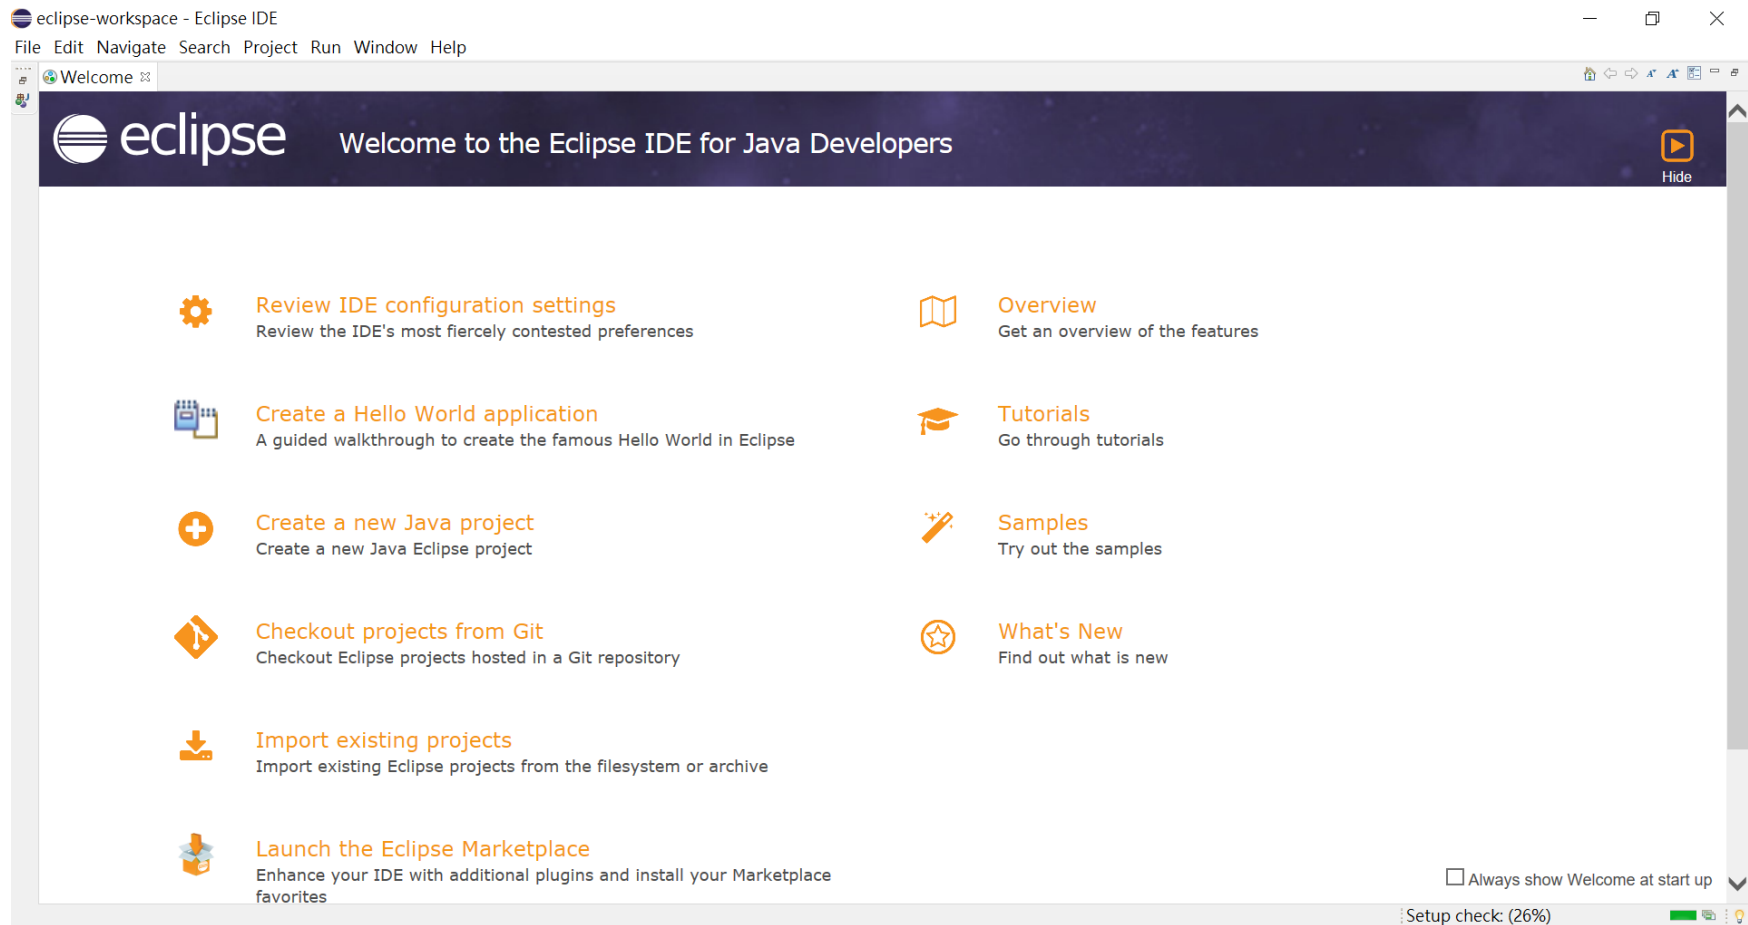 eclipse-workspace - Eclipse IDE
File Edit Navigate Search Project Run Window Help
Welcome
eclipse
Welcome to the Eclipse IDE for Java Developers
Hide
Review IDE configuration settings
Review the IDE's most fiercely contested preferences
Overview
Get an overview of the features
Create a Hello World application
A guided walkthrough to create the famous Hello World in Eclipse
Tutorials
Go through tutorials
Create a new Java project
Create a new Java Eclipse project
Samples
Try out the samples
Checkout projects from Git
Checkout Eclipse projects hosted in a Git repository
What's New
Find out what is new
Import existing projects
Import existing Eclipse projects from the filesystem or archive
Launch the Eclipse Marketplace
Enhance your IDE with additional plugins and install your Marketplace
favorites
Always show Welcome at start up
Setup check: (26%)